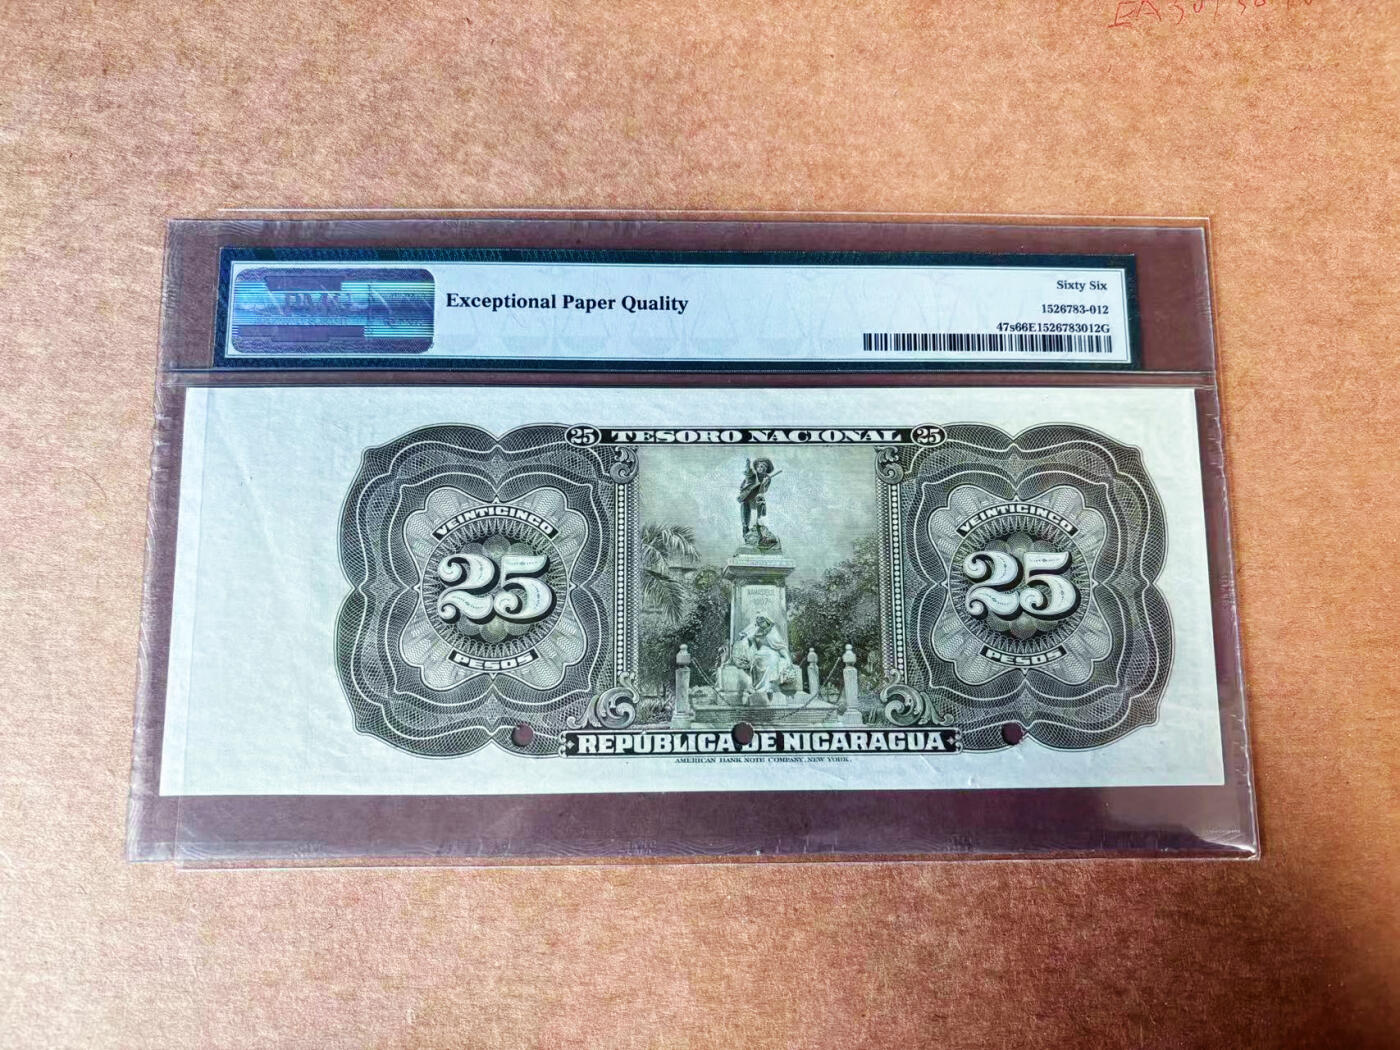 Exceptional Paper Quality
Sixty Six
1526783-012
47s66E1526783012G
25 TESORO NACIONAL 25
VEINTICINCO
25
PESOS
VEINTICINCO
25
PESOS
REPÚBLICA DE NICARAGUA
AMERICAN BANK NOTE COMPANY, NEW YORK.